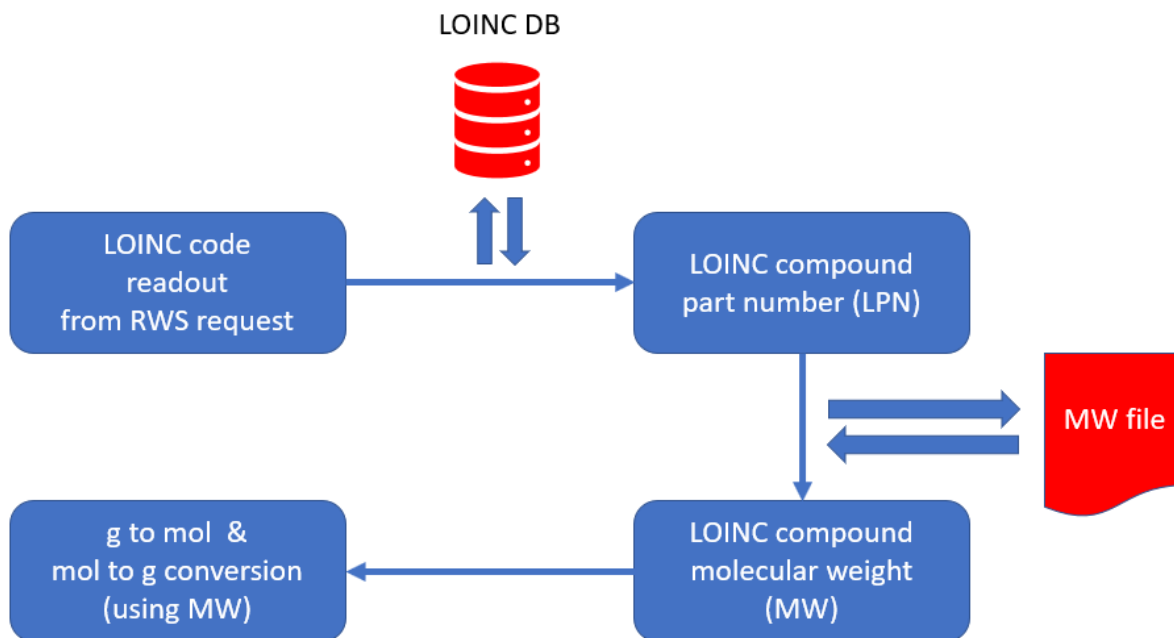 LOINC DB
LOINC code
readout
from RWS request
LOINC compound
part number (LPN)
MW file
LOINC compound
molecular weight
(MW)
g to mol &
mol to g conversion
(using MW)